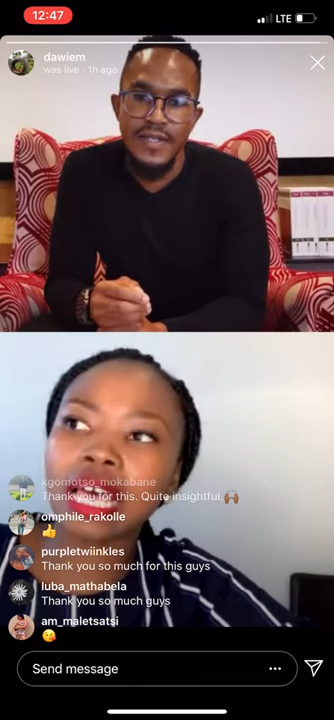 12:47
LTE
dawiem
was live · 1h ago
kgomotso_mokabane
Thank you for this. Quite insightful.🙌🏾
omphile_rakolle
👍
purpletwiinkles
Thank you so much for this guys
luba_mathabela
Thank you so much guys
am_maletsatsi
😘
Send message